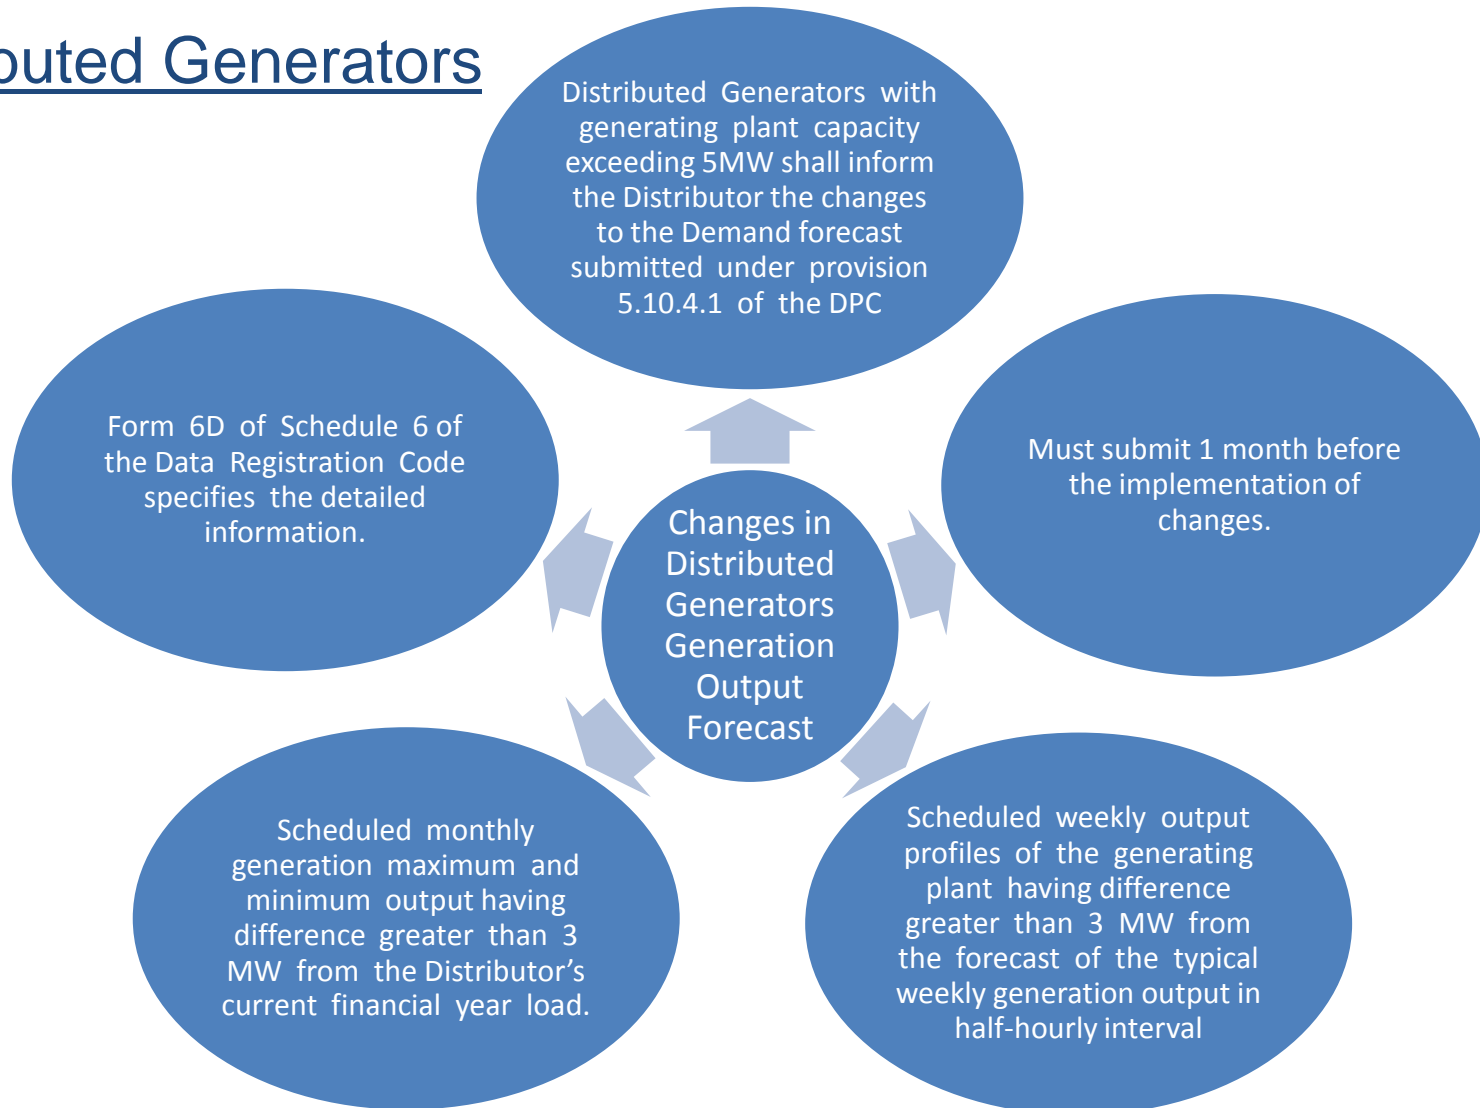 Generators
Distributed Generators with
generating plant capacity
exceeding 5MW shall inform
the Distributor the changes
to the Demand forecast
submitted under provision
5.10.4.1 of the DPC
Must submit 1 month before
the implementation of
changes.
Scheduled weekly output
profiles of the generating
plant having difference
greater than 3 MW from
the forecast of the typical
weekly generation output in
half-hourly interval
Scheduled monthly
generation maximum and
minimum output having
difference greater than 3
MW from the Distributor’s
current financial year load.
Form 6D of Schedule 6 of
the Data Registration Code
specifies the detailed
information.
Changes in
Distributed
Generators
Generation
Output
Forecast